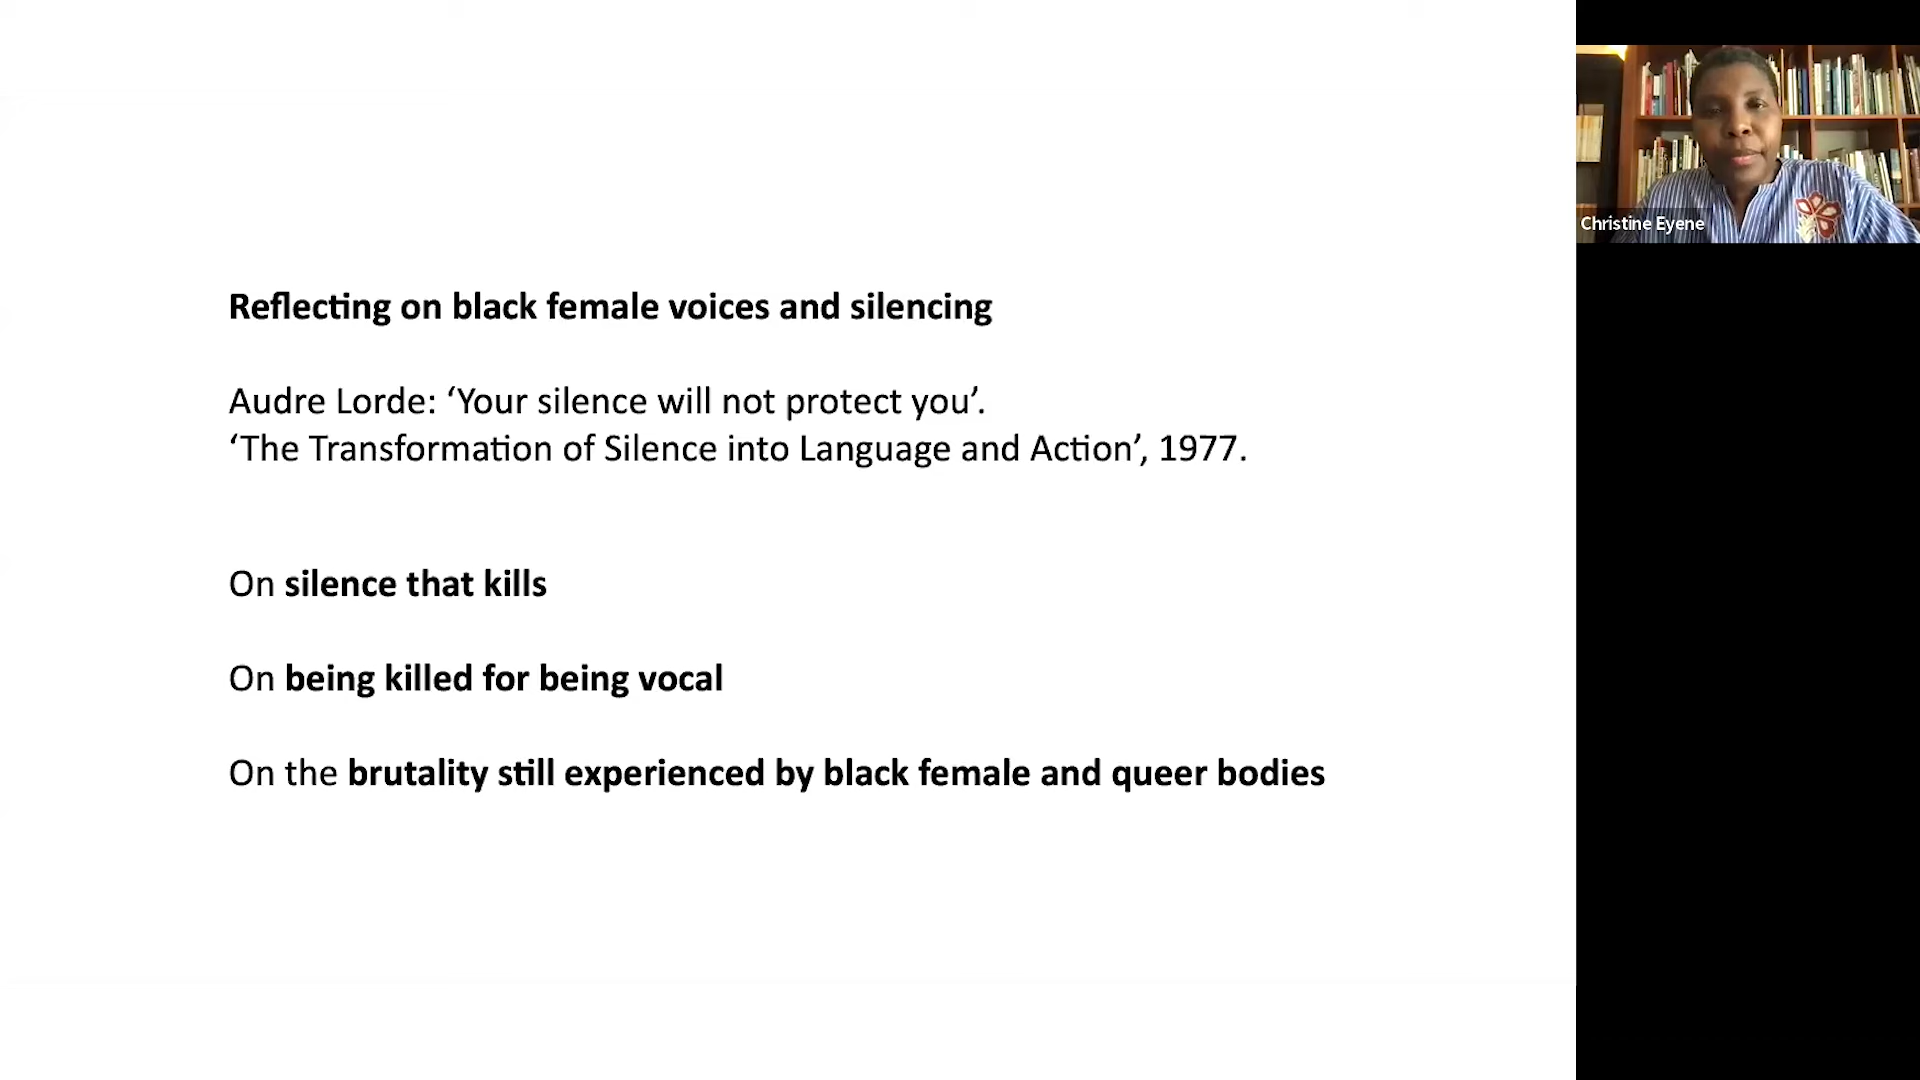 Reflecting on black female voices and silencing
Audre Lorde: ‘Your silence will not protect you’.
‘The Transformation of Silence into Language and Action’, 1977.
On silence that kills
On being killed for being vocal
On the brutality still experienced by black female and queer bodies
Christine Eyene